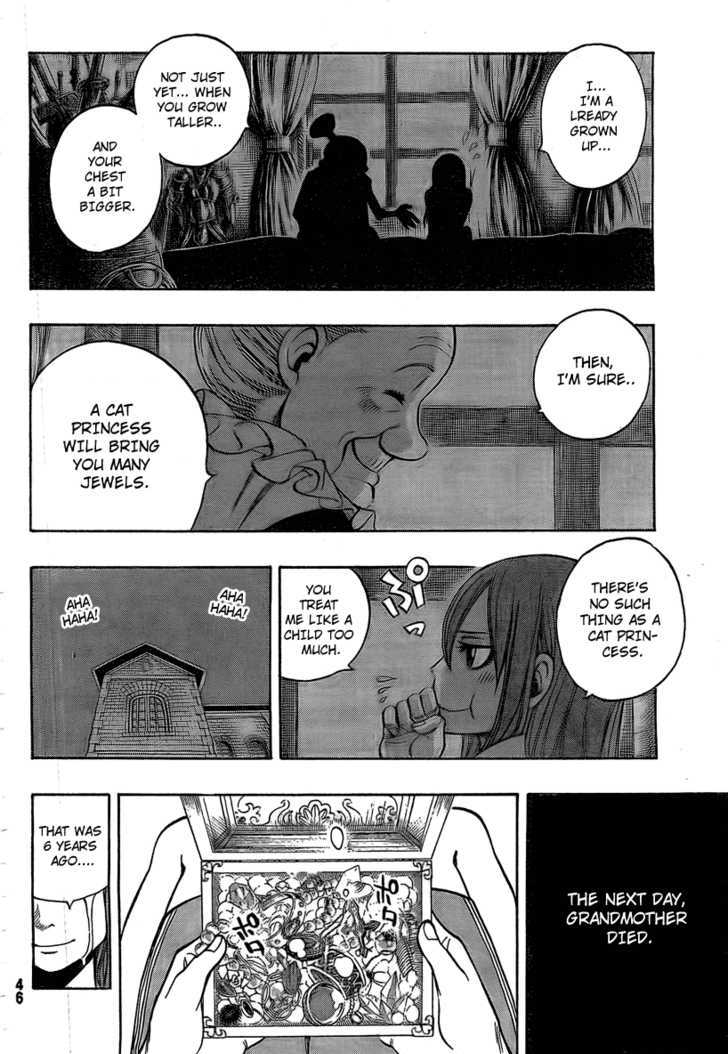 I...
I'M A
LREADY
GROWN
UP...
NOT JUST
YET... WHEN
YOU GROW
TALLER..
AND
YOUR
CHEST
A BIT
BIGGER.
THEN,
I'M SURE..
A CAT
PRINCESS
WILL BRING
YOU MANY
JEWELS.
THERE'S
NO SUCH
THING AS A
CAT PRIN-
CESS.
ぷっ
YOU
TREAT
ME LIKE A
CHILD TOO
MUCH.
AHA
HAHA!
AHA
HAHA!
THE NEXT DAY,
GRANDMOTHER
DIED.
THAT WAS
6 YEARS
AGO....
46